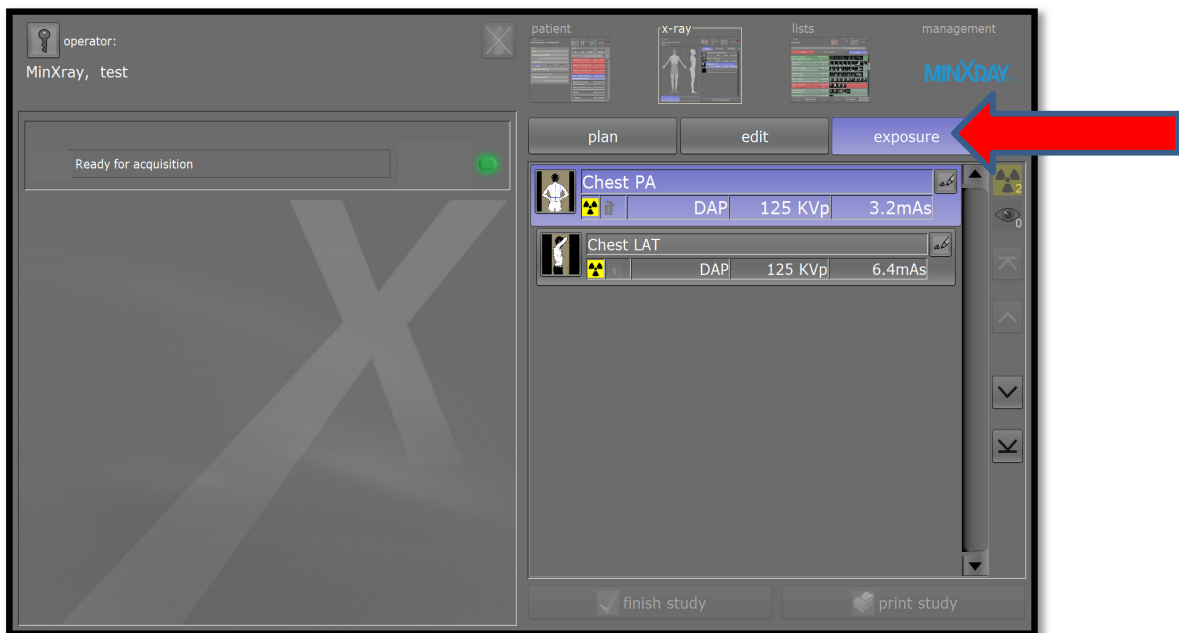 operator:
MinXray, test
patient
x-ray
lists
management
MINXRAY
plan
edit
exposure
Ready for acquisition
Chest PA
DAP 125 KVp 3.2mAs
2
0
Chest LAT
DAP 125 KVp 6.4mAs
finish study
print study